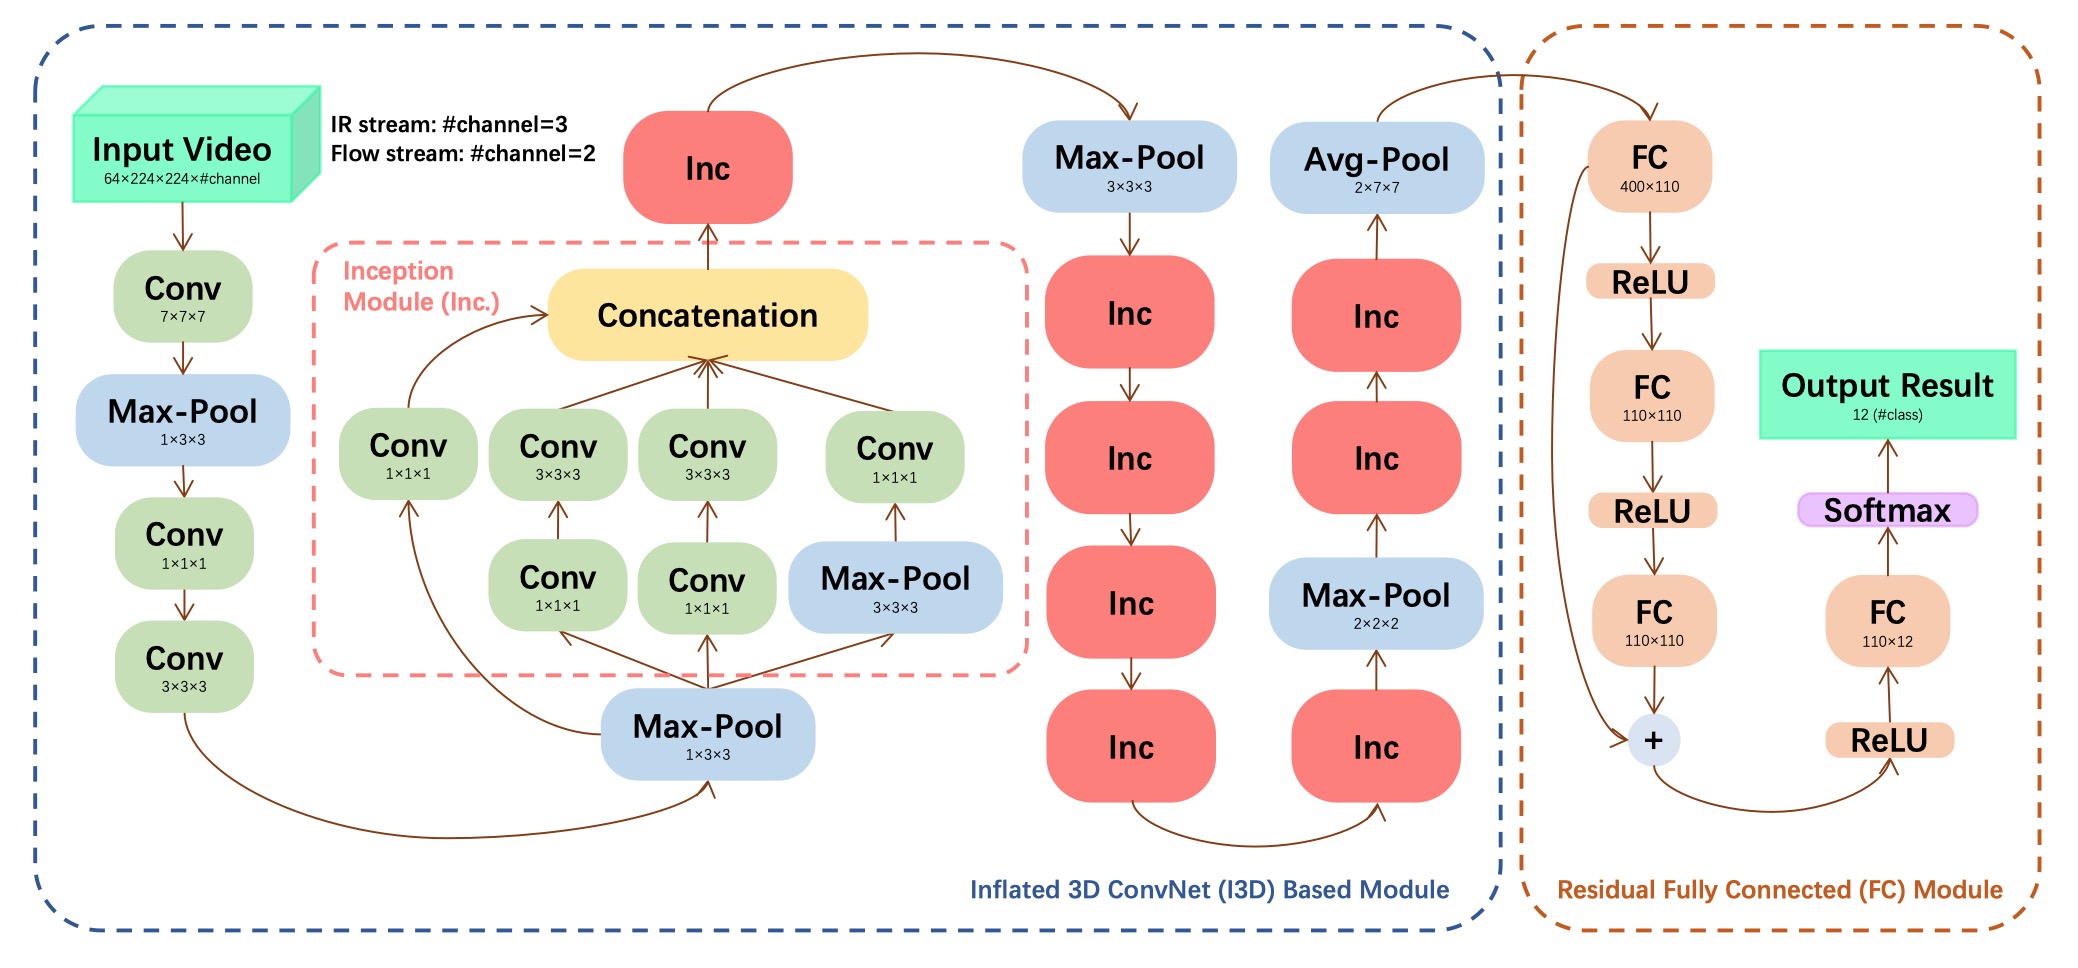 Input Video
64×224×224×#channel
IR stream: #channel=3
Flow stream: #channel=2
Conv
7×7×7
Max-Pool
1×3×3
Conv
1×1×1
Conv
3×3×3
Max-Pool
1×3×3
Inception
Module (Inc.)
Conv
1×1×1
Conv
1×1×1
Conv
3×3×3
Conv
1×1×1
Conv
3×3×3
Max-Pool
3×3×3
Conv
1×1×1
Concatenation
Inc
Max-Pool
3×3×3
Inc
Inc
Inc
Inc
Inc
Max-Pool
2×2×2
Inc
Inc
Avg-Pool
2×7×7
Inflated 3D ConvNet (I3D) Based Module
FC
400×110
ReLU
FC
110×110
ReLU
FC
110×110
+
ReLU
FC
110×12
Softmax
Output Result
12 (#class)
Residual Fully Connected (FC) Module